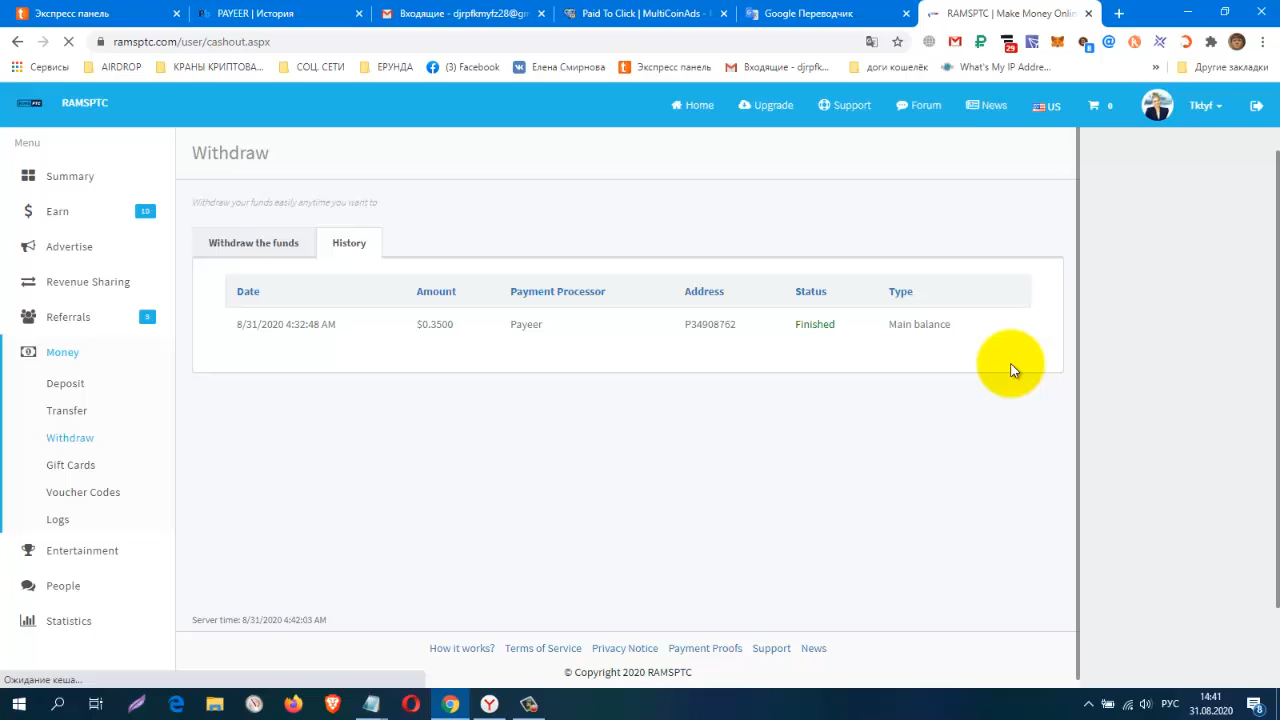 Экспресс панель
PAYEER | История
Входящие - djrpfkmyfz28@gm
Paid To Click | MultiCoinAds -
Google Переводчик
RAMSPTC | Make Money Onlin
ramsptc.com/user/cashout.aspx
29
8
Сервисы
AIRDROP
КРАНЫ КРИПТОВА...
СОЦ. СЕТИ
ЕРУНДА
(3) Facebook
Елена Смирнова
Экспресс панель
Входящие - djrpfk...
доги кошелёк
What's My IP Addre...
»
Другие закладки
RAMSPTC
Home
Upgrade
Support
Forum
News
US
0
Tktyf
Menu
Summary
Earn 10
Advertise
Revenue Sharing
Referrals 3
Money
Deposit
Transfer
Withdraw
Gift Cards
Voucher Codes
Logs
Entertainment
People
Statistics
Withdraw
Withdraw your funds easily anytime you want to
Withdraw the funds
History
Date Amount Payment Processor Address Status Type
8/31/2020 4:32:48 AM $0.3500 Payeer P34908762 Finished Main balance
Server time: 8/31/2020 4:42:03 AM
How it works? Terms of Service Privacy Notice Payment Proofs Support News
© Copyright 2020 RAMSPTC
Ожидание кеша...
РУС
14:41
31.08.2020
8